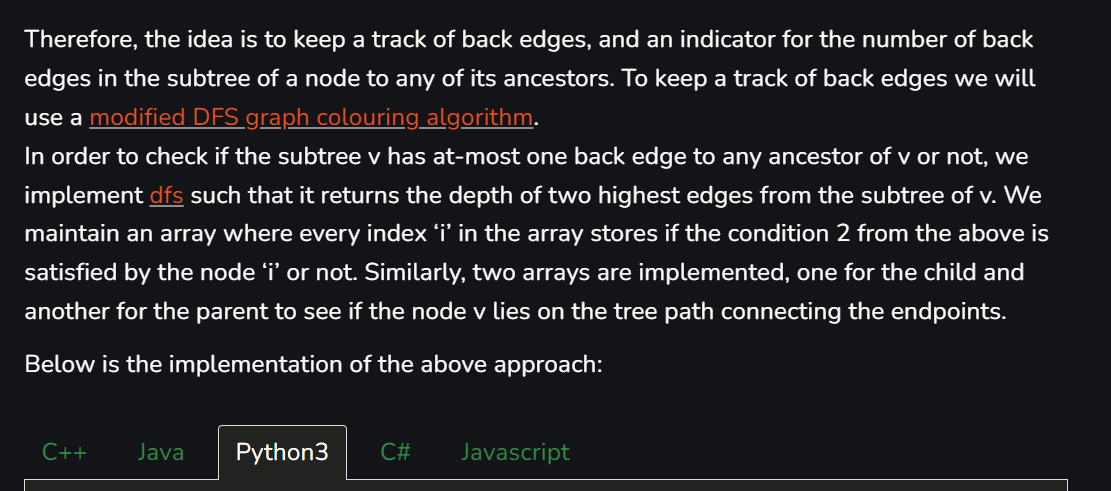 Therefore, the idea is to keep a track of back edges, and an indicator for the number of back
edges in the subtree of a node to any of its ancestors. To keep a track of back edges we will
use a modified DFS graph colouring algorithm.
In order to check if the subtree v has at-most one back edge to any ancestor of v or not, we
implement dfs such that it returns the depth of two highest edges from the subtree of v. We
maintain an array where every index ‘i’ in the array stores if the condition 2 from the above is
satisfied by the node ‘i’ or not. Similarly, two arrays are implemented, one for the child and
another for the parent to see if the node v lies on the tree path connecting the endpoints.
Below is the implementation of the above approach:
C++ Java Python3 C# Javascript